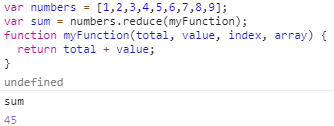 var numbers = [1,2,3,4,5,6,7,8,9];
var sum = numbers.reduce(myFunction);
function myFunction(total, value, index, array) {
  return total + value;
}
undefined
sum
45